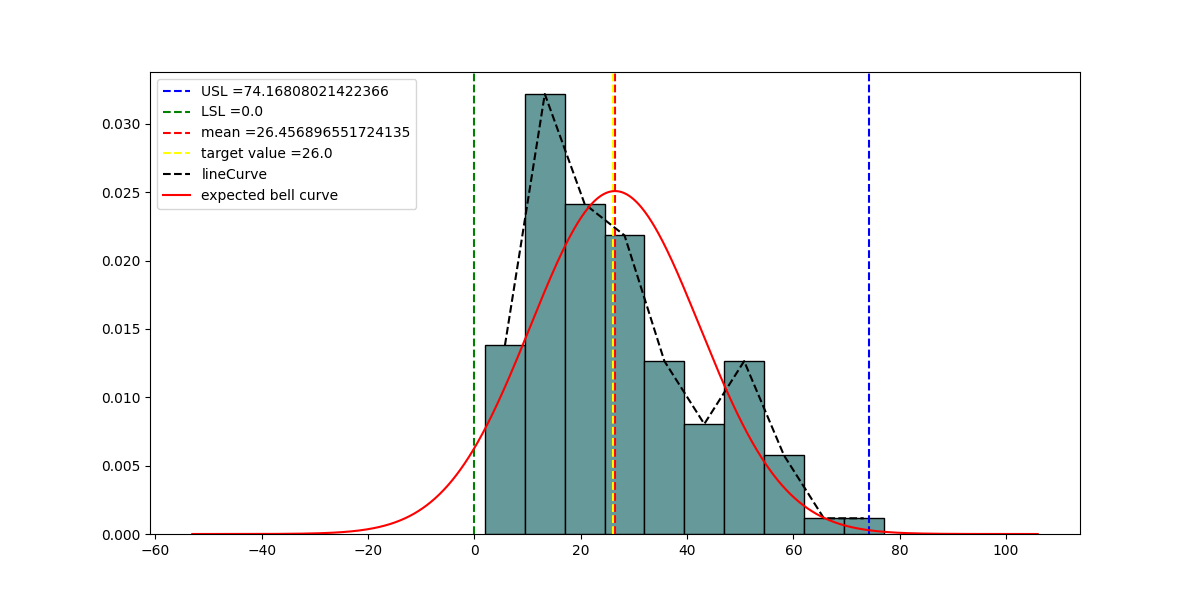 USL =74.16808021422366
LSL =0.0
mean =26.456896551724135
target value =26.0
lineCurve
expected bell curve
0.030
0.025
0.020
0.015
0.010
0.005
0.000
−60 −40 −20 0 20 40 60 80 100